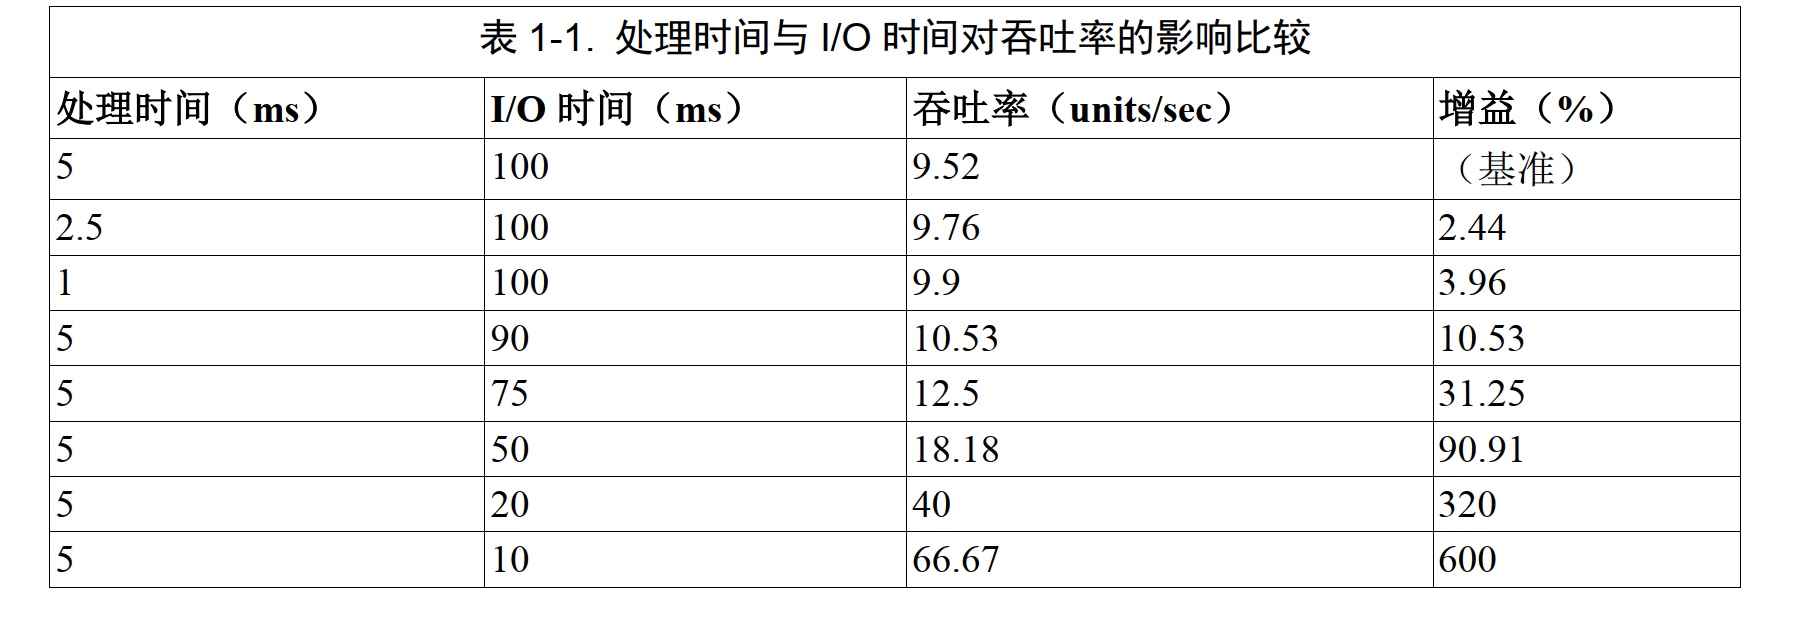 表 1-1. 处理时间与 I/O 时间对吞吐率的影响比较
处理时间（ms） I/O 时间（ms） 吞吐率（units/sec） 增益（%）
5 100 9.52 （基准）
2.5 100 9.76 2.44
1 100 9.9 3.96
5 90 10.53 10.53
5 75 12.5 31.25
5 50 18.18 90.91
5 20 40 320
5 10 66.67 600